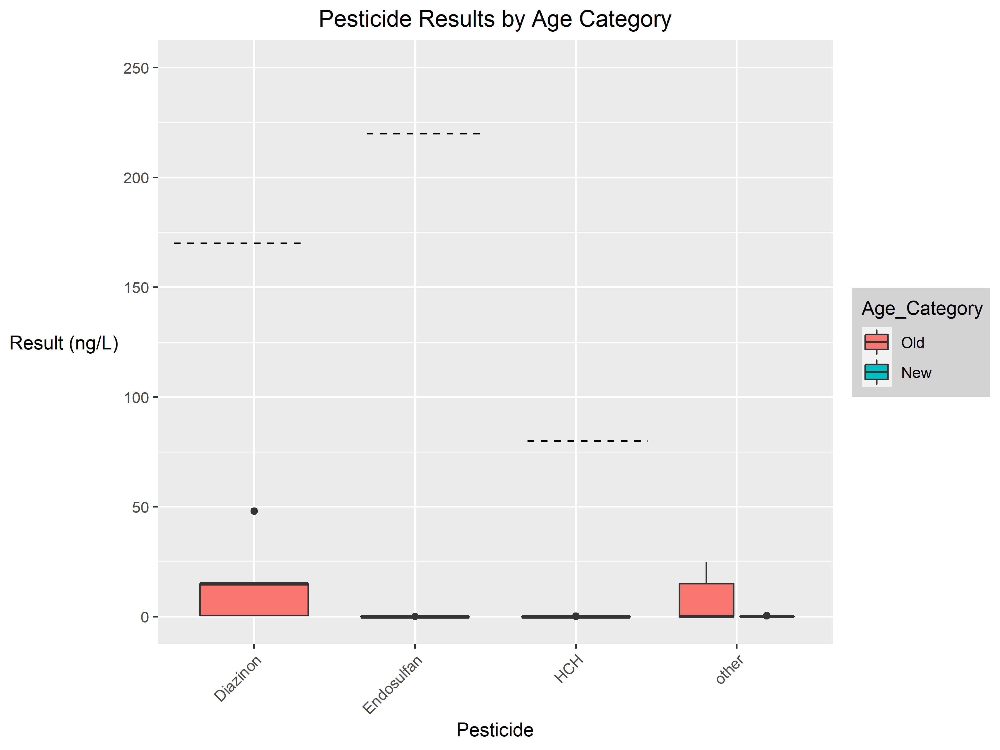 Pesticide Results by Age Category
250
200
150
100
50
0
Result (ng/L)
Diazinon
Endosulfan
HCH
other
Pesticide
Age_Category
Old
New